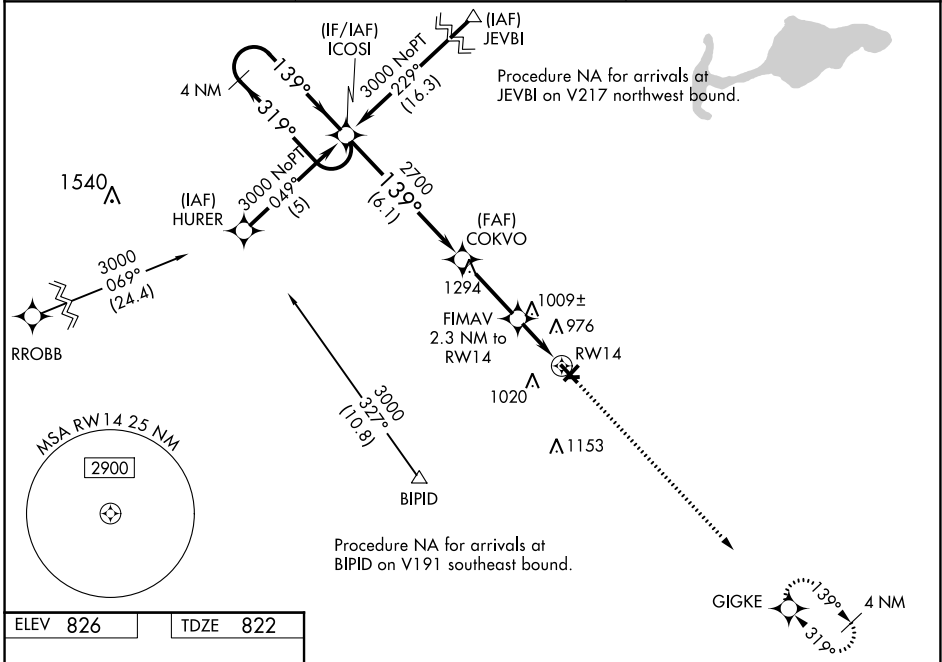 (IAF)
JEVBI
(IF/IAF)
ICOSI
3000 NoPT
229°
(16.3)
Procedure NA for arrivals at
JEVBI on V217 northwest bound.
139°
4 NM
319°
1540
(IAF)
HURER
3000 NoPT
049°
(5)
2700
139°
(6.1)
(FAF)
COKVO
1294
3000
069°
(24.4)
RROBB
FIMAV
2.3 NM to
RW14
1009±
976
RW14
1020
1153
3000
327°
(10.8)
BIPID
MSA RW14 25 NM
2900
Procedure NA for arrivals at
BIPID on V191 southeast bound.
GIGKE
139°
4 NM
319°
ELEV 826
TDZE 822